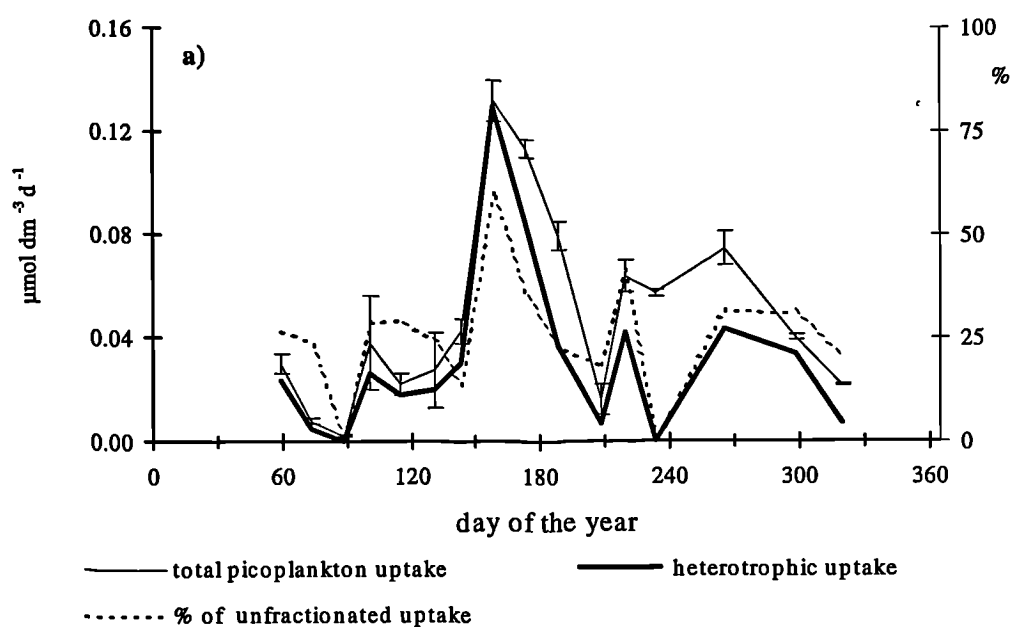 a)
0.16
0.12
0.08
0.04
0.00
µmol dm⁻³ d⁻¹
100
75
50
25
0
%
0 60 120 180 240 300 360
day of the year
total picoplankton uptake
heterotrophic uptake
% of unfractionated uptake